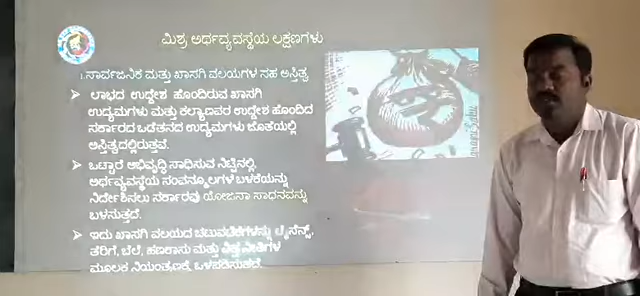 ಮಿಶ್ರ ಅರ್ಥವ್ಯವಸ್ಥೆಯ ಲಕ್ಷಣಗಳು
1.ಸಾರ್ವಜನಿಕ ಮತ್ತು ಖಾಸಗಿ ವಲಯಗಳ ಸಹ ಅಸ್ತಿತ್ವ
➤ ಲಾಭದ ಉದ್ದೇಶ ಹೊಂದಿರುವ ಖಾಸಗಿ
ಉದ್ಯಮಗಳು ಮತ್ತು ಕಲ್ಯಾಣಪರ ಉದ್ದೇಶ ಹೊಂದಿದ
ಸರ್ಕಾರದ ಒಡೆತನದ ಉದ್ಯಮಗಳು ಜೊತೆಯಲ್ಲಿ
ಅಸ್ತಿತ್ವದಲ್ಲಿರುತ್ತವೆ.
➤ ಒಟ್ಟಾರೆ ಅಭಿವೃದ್ಧಿ ಸಾಧಿಸುವ ನಿಟ್ಟಿನಲ್ಲಿ
ಅರ್ಥವ್ಯವಸ್ಥೆಯ ಸಂಪನ್ಮೂಲಗಳ ಬಳಕೆಯನ್ನು
ನಿರ್ದೇಶಿಸಲು ಸರ್ಕಾರವು ಯೋಜನಾ ಸಾಧನವನ್ನು
ಬಳಸುತ್ತದೆ.
➤ ಇದು ಖಾಸಗಿ ವಲಯದ ಚಟುವಟಿಕೆಗಳನ್ನು ಲೈಸೆನ್ಸ್,
ತೆರಿಗೆ, ಬೆಲೆ, ಹಣಕಾಸು ಮತ್ತು ವಿತ್ತ ನೀತಿಗಳ
ಮೂಲಕ ನಿಯಂತ್ರಣಕ್ಕೆ ಒಳಪಡಿಸುತ್ತದೆ.